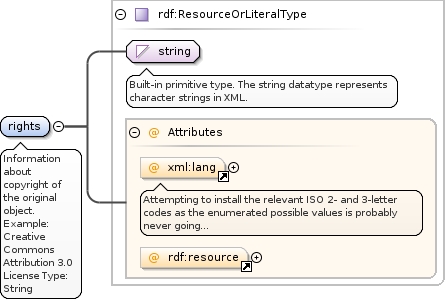 rdf:ResourceOrLiteralType
string
Built-in primitive type. The string datatype represents
character strings in XML.
rights
Information
about
copyright of
the original
object.
Example:
Creative
Commons
Attribution 3.0
License Type:
String
@ Attributes
@ xml:lang
Attempting to install the relevant ISO 2- and 3-letter
codes as the enumerated possible values is probably
never going...
@ rdf:resource